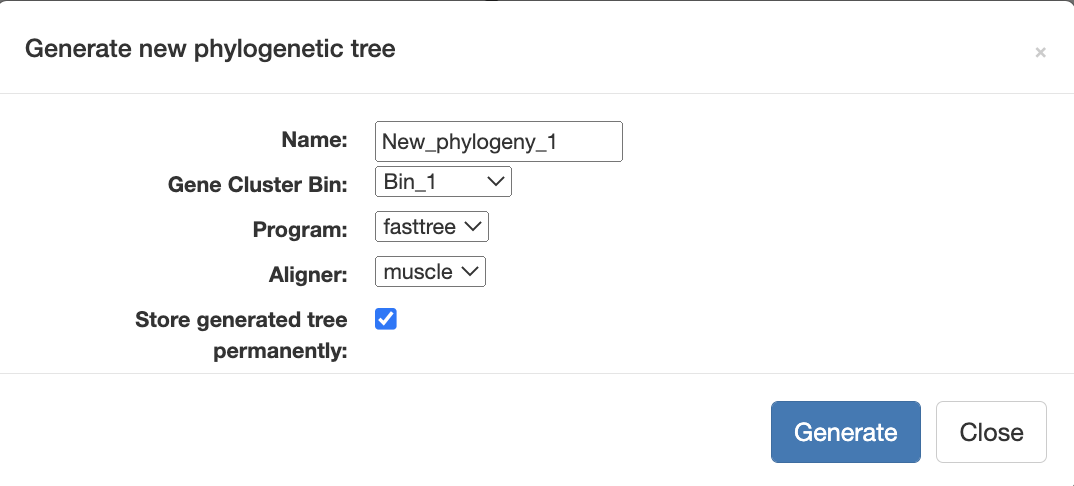 Generate new phylogenetic tree
×
Name: New_phylogeny_1
Gene Cluster Bin: Bin_1
Program: fasttree
Aligner: muscle
Store generated tree
permanently:
Generate Close